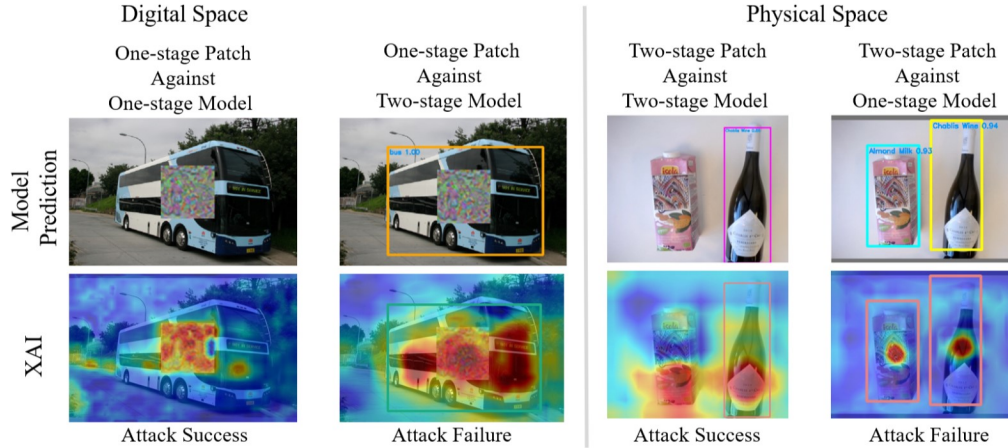 Digital Space
Physical Space
One-stage Patch
Against
One-stage Model
One-stage Patch
Against
Two-stage Model
Two-stage Patch
Against
Two-stage Model
Two-stage Patch
Against
One-stage Model
Model
Prediction
bus 1.00
Chablis Wine
Chablis Wine 0.94
Almond Milk 0.93
XAI
Attack Success
Attack Failure
Attack Success
Attack Failure